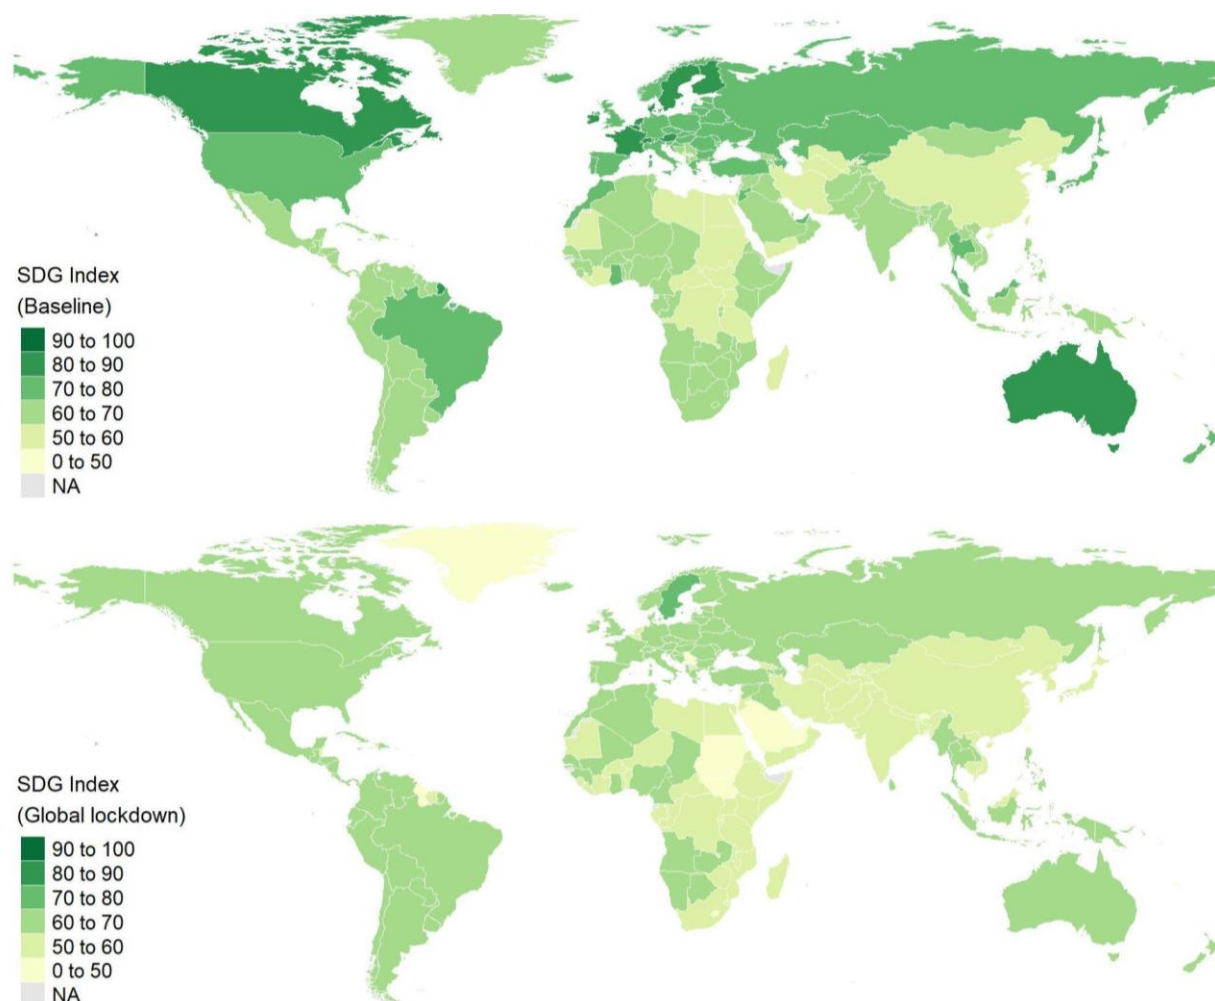 SDG Index
(Baseline)
90 to 100
80 to 90
70 to 80
60 to 70
50 to 60
0 to 50
NA
SDG Index
(Global lockdown)
90 to 100
80 to 90
70 to 80
60 to 70
50 to 60
0 to 50
NA